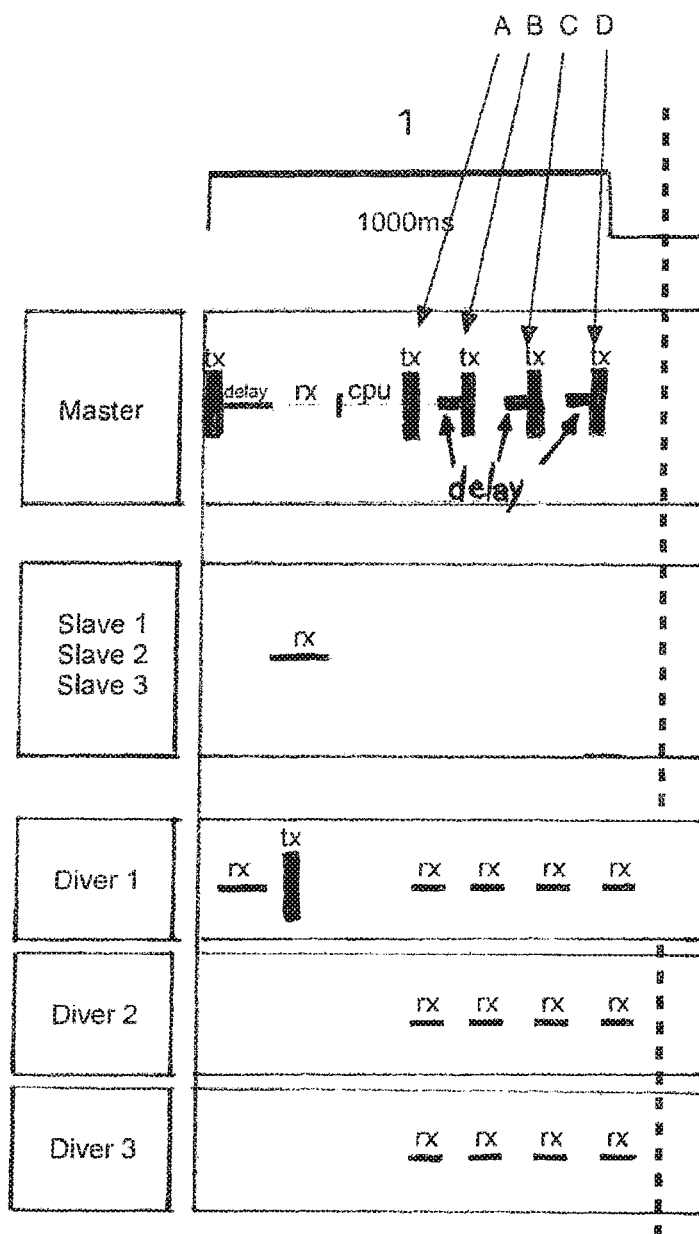 A B C D
1
1000ms
tx delay rx cpu tx tx tx tx
Master
delay
Slave 1
Slave 2
Slave 3
rx
tx
Diver 1
rx rx rx rx rx
Diver 2
rx rx rx rx
Diver 3
rx rx rx rx